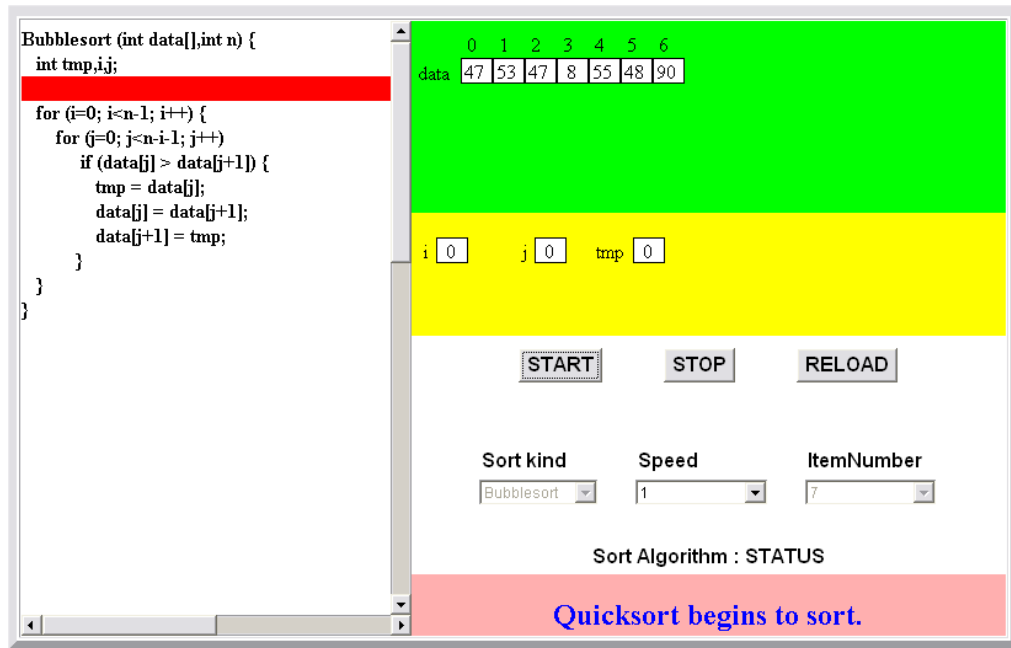 Bubblesort (int data[],int n) {
int tmp,i,j;
for (i=0; i<n-1; i++) {
for (j=0; j<n-i-1; j++)
if (data[j] > data[j+1]) {
tmp = data[j];
data[j] = data[j+1];
data[j+1] = tmp;
}
}
}
0 1 2 3 4 5 6
data 47 53 47 8 55 48 90
i 0 j 0 tmp 0
START STOP RELOAD
Sort kind Speed ItemNumber
Bubblesort 1 7
Sort Algorithm : STATUS
Quicksort begins to sort.